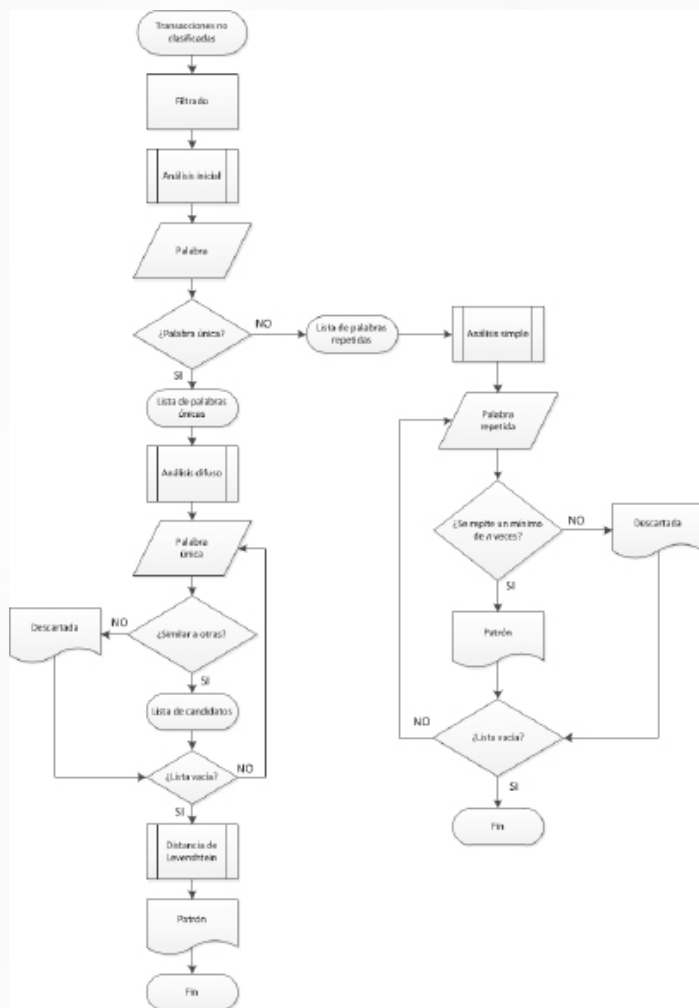 Transacciones no
clasificadas
Filtrado
Análisis inicial
Palabra
¿Palabra única?
NO
SI
Lista de palabras
repetidas
Análisis simple
Lista de palabras
únicas
Análisis difuso
Palabra
única
¿Similar a otras?
NO
SI
Descartada
Lista de candidatos
¿Lista vacía?
NO
SI
Distancia de
Levendhtein
Patrón
Fin
Palabra
repetida
¿Se repite un mínimo
de n veces?
NO
SI
Descartada
Patrón
¿Lista vacía?
NO
SI
Fin